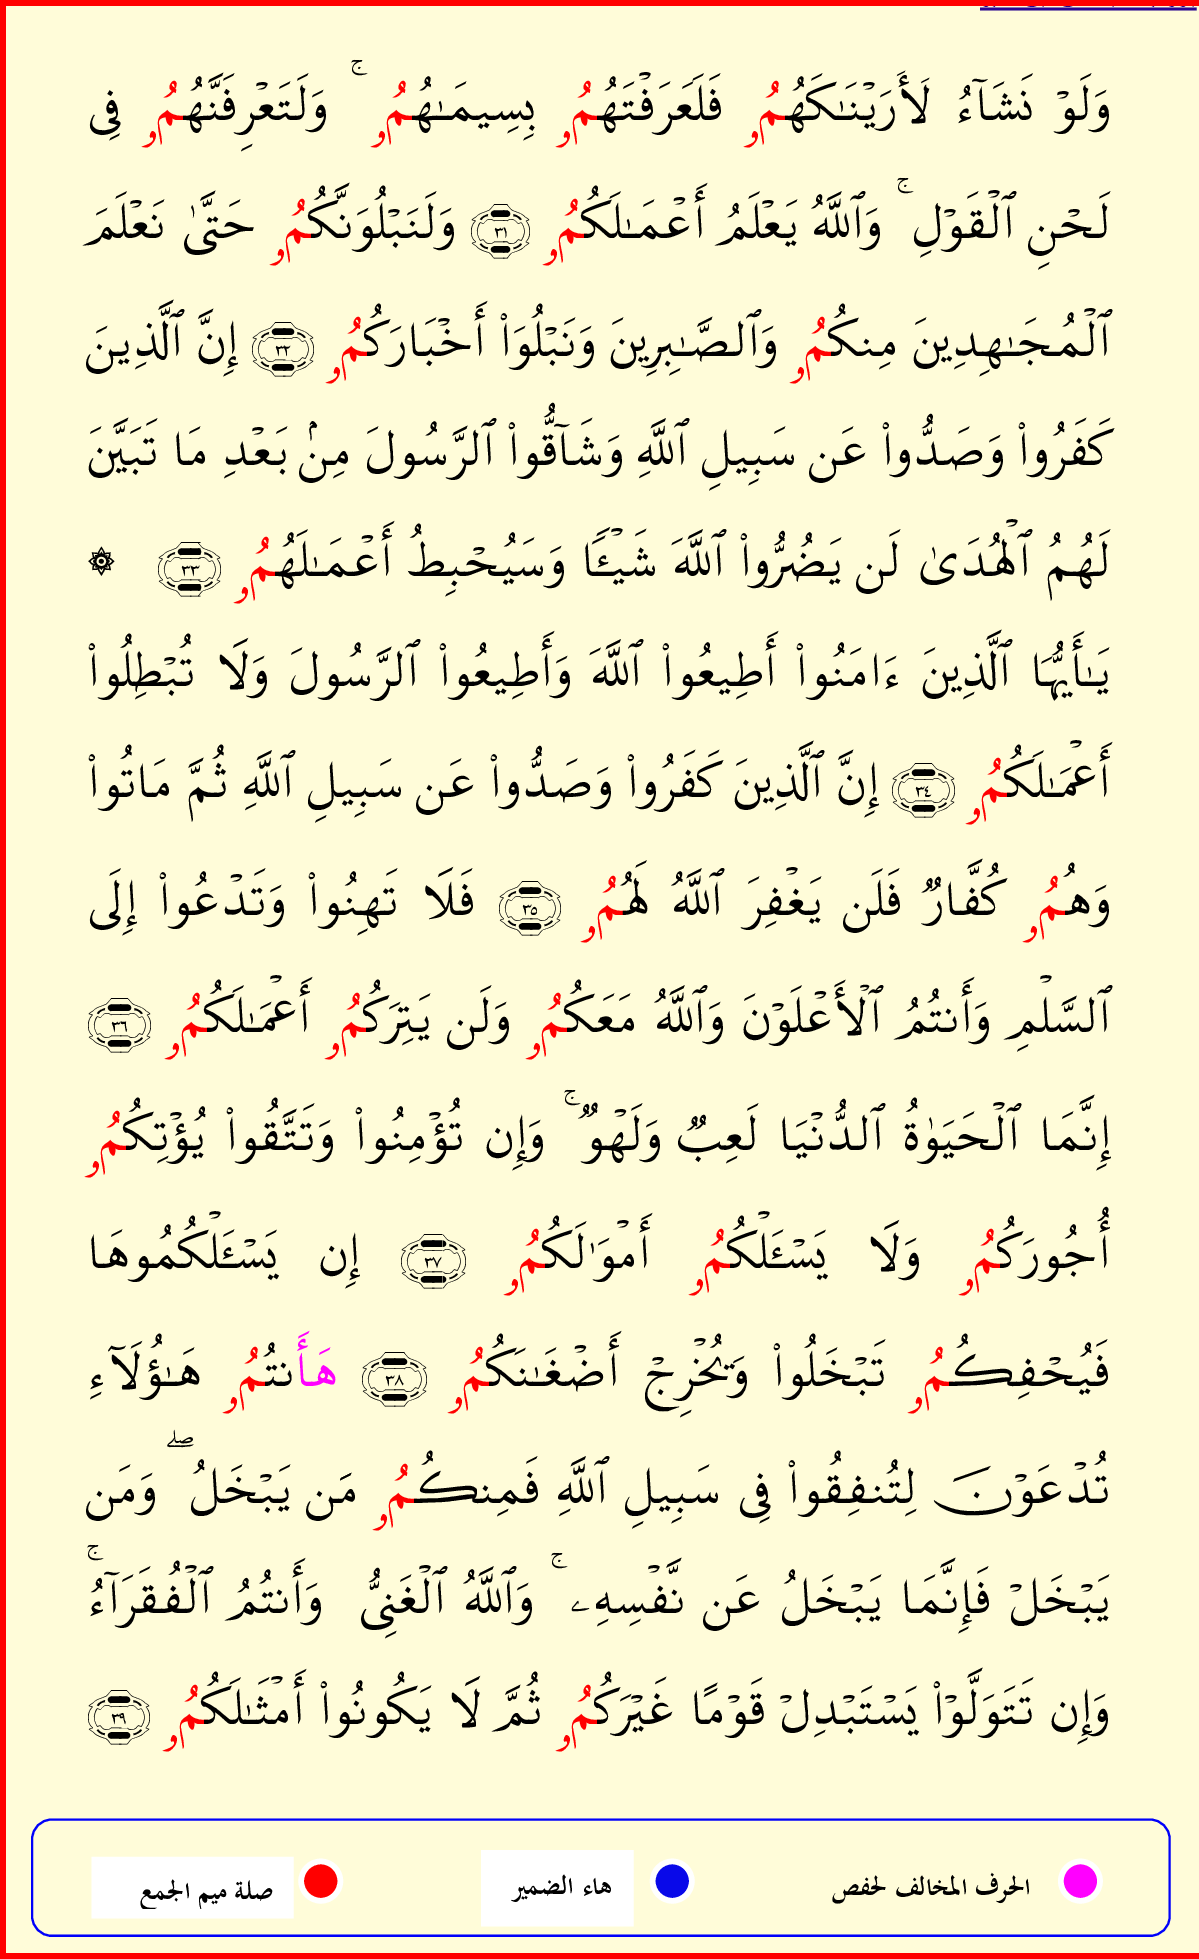 وَلَوۡ نَشَآءُ لَأَرَيۡنَٰكَهُمُۥ فَلَعَرَفۡتَهُمُۥ بِسِيمَٰهُمُۥ ۚ وَلَتَعۡرِفَنَّهُمُۥ فِي
لَحۡنِ ٱلۡقَوۡلِ ۚ وَٱللَّهُ يَعۡلَمُ أَعۡمَٰلَكُمُۥ ٣١ وَلَنَبۡلُوَنَّكُمُۥ حَتَّىٰ نَعۡلَمَ
ٱلۡمُجَٰهِدِينَ مِنكُمُۥ وَٱلصَّٰبِرِينَ وَنَبۡلُوَاْ أَخۡبَارَكُمُۥ ٣٢ إِنَّ ٱلَّذِينَ
كَفَرُواْ وَصَدُّواْ عَن سَبِيلِ ٱللَّهِ وَشَآقُّواْ ٱلرَّسُولَ مِنۢ بَعۡدِ مَا تَبَيَّنَ
لَهُمُ ٱلۡهُدَىٰ لَن يَضُرُّواْ ٱللَّهَ شَيۡـًٔا وَسَيُحۡبِطُ أَعۡمَٰلَهُمُۥ ٣٣ ۞
يَٰٓأَيُّهَا ٱلَّذِينَ ءَامَنُواْ أَطِيعُواْ ٱللَّهَ وَأَطِيعُواْ ٱلرَّسُولَ وَلَا تُبۡطِلُواْ
أَعۡمَٰلَكُمُۥ ٣٤ إِنَّ ٱلَّذِينَ كَفَرُواْ وَصَدُّواْ عَن سَبِيلِ ٱللَّهِ ثُمَّ مَاتُواْ
وَهُمُۥ كُفَّارٌ فَلَن يَغۡفِرَ ٱللَّهُ لَهُمُۥ ٣٥ فَلَا تَهِنُواْ وَتَدۡعُواْ إِلَى
ٱلسَّلۡمِ وَأَنتُمُ ٱلۡأَعۡلَوۡنَ وَٱللَّهُ مَعَكُمُۥ وَلَن يَتِرَكُمُۥ أَعۡمَٰلَكُمُۥ ٣٦
إِنَّمَا ٱلۡحَيَوٰةُ ٱلدُّنۡيَا لَعِبٌ وَلَهۡوٌ ۚ وَإِن تُؤۡمِنُواْ وَتَتَّقُواْ يُؤۡتِكُمُۥ
أُجُورَكُمُۥ وَلَا يَسۡـَٔلۡكُمُۥ أَمۡوَٰلَكُمُۥ ٣٧ إِن يَسۡـَٔلۡكُمُوهَا
فَيُحۡفِكُمُۥ تَبۡخَلُواْ وَيُخۡرِجۡ أَضۡغَٰنَكُمُۥ ٣٨ هَأَنتُمُۥ هَٰٓؤُلَآءِ
تُدۡعَوۡنَ لِتُنفِقُواْ فِي سَبِيلِ ٱللَّهِ فَمِنكُمُۥ مَن يَبۡخَلُ ۖ وَمَن
يَبۡخَلۡ فَإِنَّمَا يَبۡخَلُ عَن نَّفۡسِهِۦ ۚ وَٱللَّهُ ٱلۡغَنِيُّ وَأَنتُمُ ٱلۡفُقَرَآءُ ۚ
وَإِن تَتَوَلَّوۡاْ يَسۡتَبۡدِلۡ قَوۡمًا غَيۡرَكُمُۥ ثُمَّ لَا يَكُونُواْ أَمۡثَٰلَكُمُۥ ٣٩
الحرف المخالف لحفص هاء الضمير صلة ميم الجمع